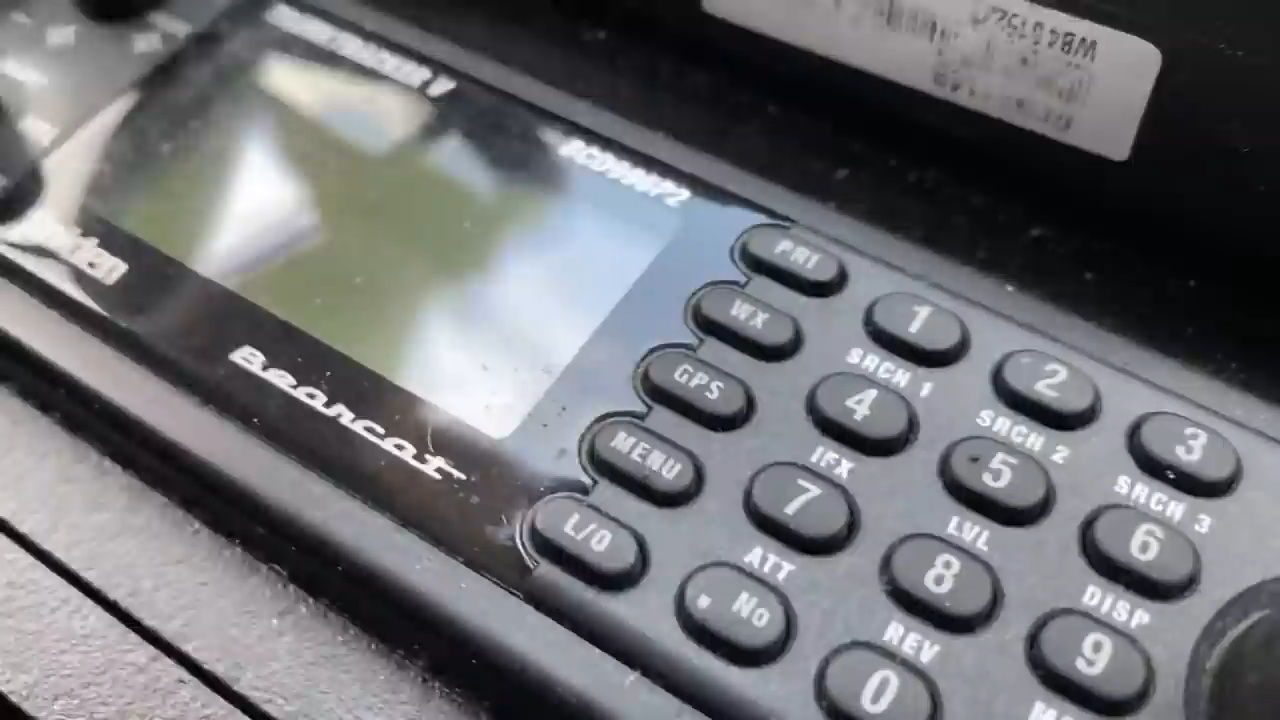 Bearcat
PRI
WX
GPS
MENU
L/O
1
SRCH 1
2
SRCH 2
3
SRCH 3
4
IFX
5
LVL
6
DISP
7
ATT
8
REV
9
. No
0